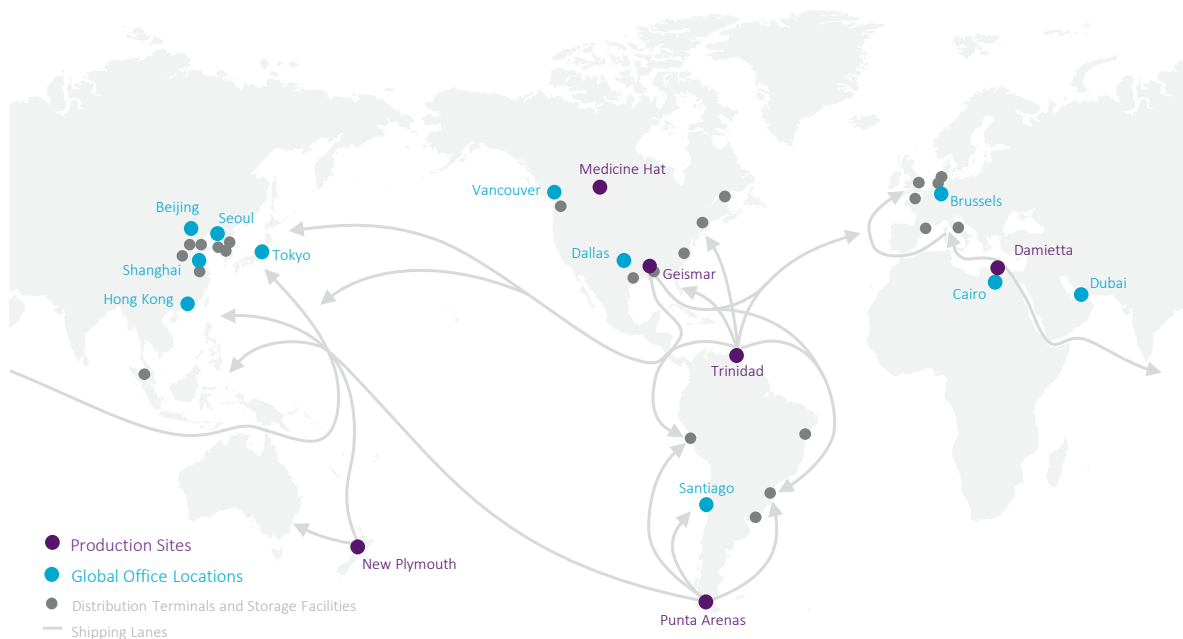 Medicine Hat
Vancouver
Beijing
Seoul
Brussels
Tokyo
Dallas
Damietta
Shanghai
Geismar
Cairo
Dubai
Hong Kong
Trinidad
Santiago
New Plymouth
Punta Arenas
Production Sites
Global Office Locations
Distribution Terminals and Storage Facilities
Shipping Lanes